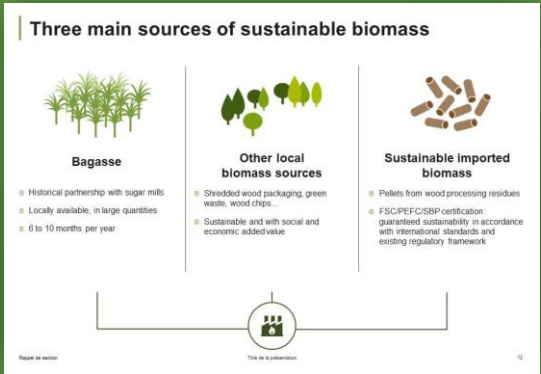 Three main sources of sustainable biomass
Bagasse
Historical partnership with sugar mills
Locally available, in large quantities
6 to 10 months per year
Other local
biomass sources
Shredded wood packaging, green
waste, wood chips...
Sustainable and with social and
economic added value
Sustainable imported
biomass
Pellets from wood processing residues
FSC/PEFC/SBP certification :
guaranteed sustainability in accordance
with international standards and
existing regulatory framework
Rappel de section
Titre de la présentation
12